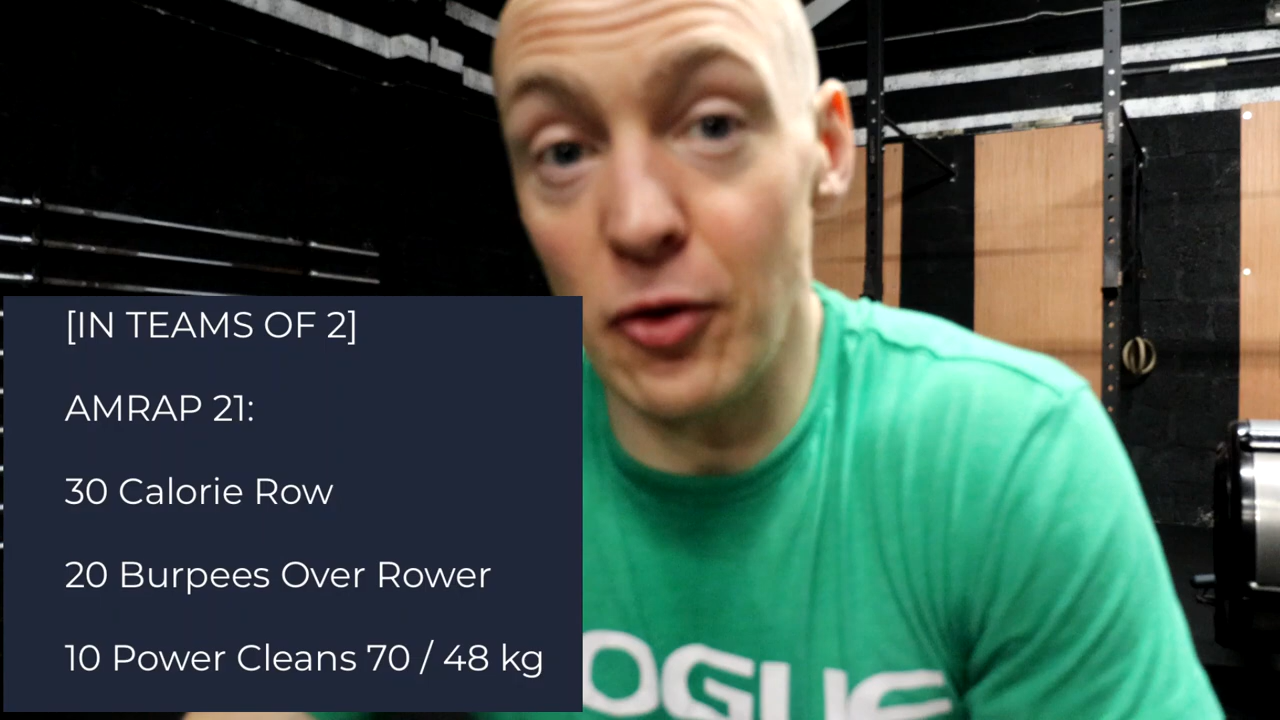 [IN TEAMS OF 2]
AMRAP 21:
30 Calorie Row
20 Burpees Over Rower
10 Power Cleans 70 / 48 kg
OGUE